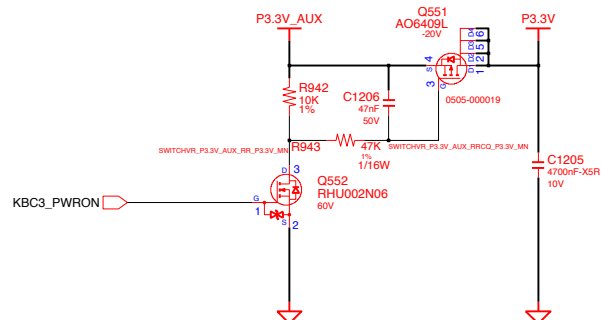 Q551
P3.3V_AUX
AO6409L
P3.3V
-20V
D4 6
D3 5
4
D2 2
S
D1 1
3
G
R942
10K
1%
C1206
47nF
50V
0505-000019
R943
47K
SWITCHVR_P3.3V_AUX_RR_P3.3V_MN
SWITCHVR_P3.3V_AUX_RRCQ_P3.3V_MN
1%
1/16W
C1205
4700nF-X5R
10V
D 3
Q552
RHU002N06
60V
KBC3_PWRON
G
1
S
2